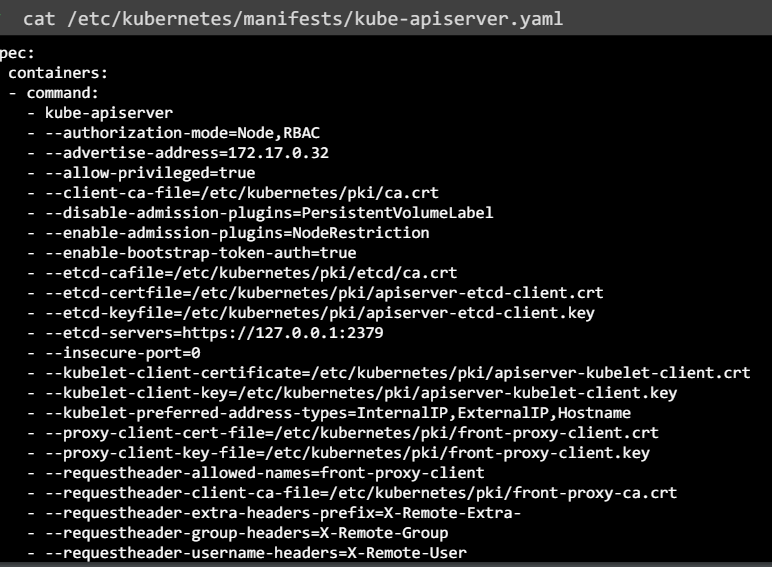 cat /etc/kubernetes/manifests/kube-apiserver.yaml
pec:
containers:
- command:
- kube-apiserver
- --authorization-mode=Node,RBAC
- --advertise-address=172.17.0.32
- --allow-privileged=true
- --client-ca-file=/etc/kubernetes/pki/ca.crt
- --disable-admission-plugins=PersistentVolumeLabel
- --enable-admission-plugins=NodeRestriction
- --enable-bootstrap-token-auth=true
- --etcd-cafile=/etc/kubernetes/pki/etcd/ca.crt
- --etcd-certfile=/etc/kubernetes/pki/apiserver-etcd-client.crt
- --etcd-keyfile=/etc/kubernetes/pki/apiserver-etcd-client.key
- --etcd-servers=https://127.0.0.1:2379
- --insecure-port=0
- --kubelet-client-certificate=/etc/kubernetes/pki/apiserver-kubelet-client.crt
- --kubelet-client-key=/etc/kubernetes/pki/apiserver-kubelet-client.key
- --kubelet-preferred-address-types=InternalIP,ExternalIP,Hostname
- --proxy-client-cert-file=/etc/kubernetes/pki/front-proxy-client.crt
- --proxy-client-key-file=/etc/kubernetes/pki/front-proxy-client.key
- --requestheader-allowed-names=front-proxy-client
- --requestheader-client-ca-file=/etc/kubernetes/pki/front-proxy-ca.crt
- --requestheader-extra-headers-prefix=X-Remote-Extra-
- --requestheader-group-headers=X-Remote-Group
- --requestheader-username-headers=X-Remote-User